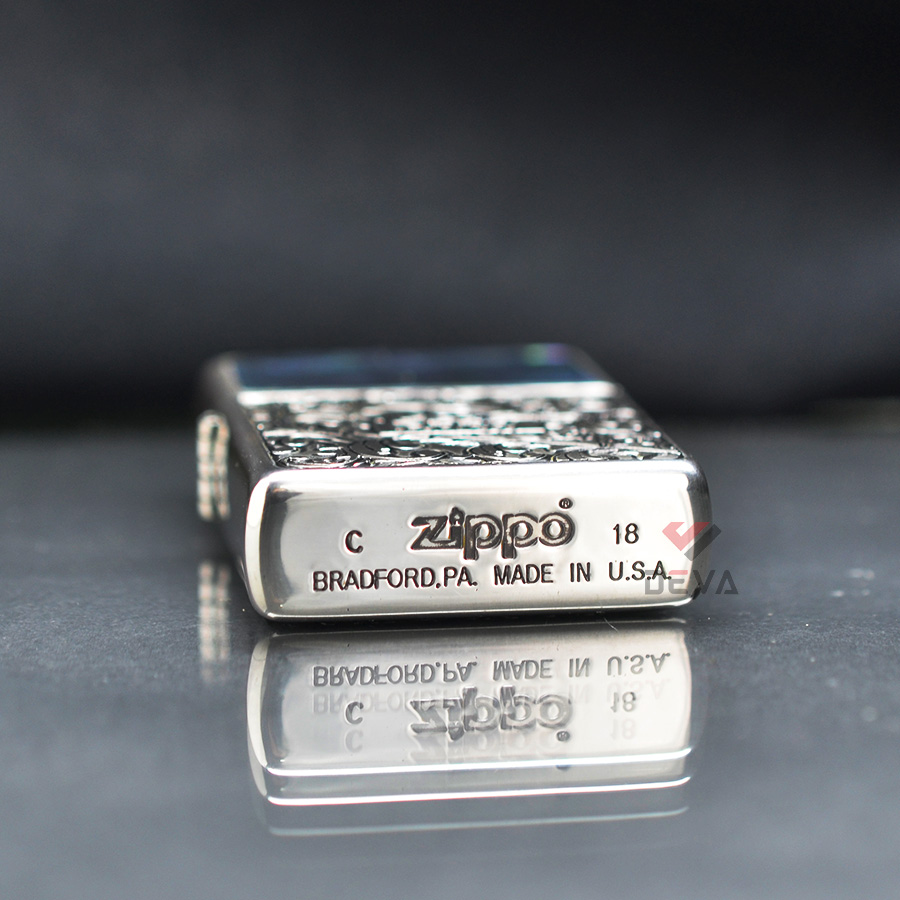 C zippo® 18
BRADFORD,PA. MADE IN U.S.A.
DEVA